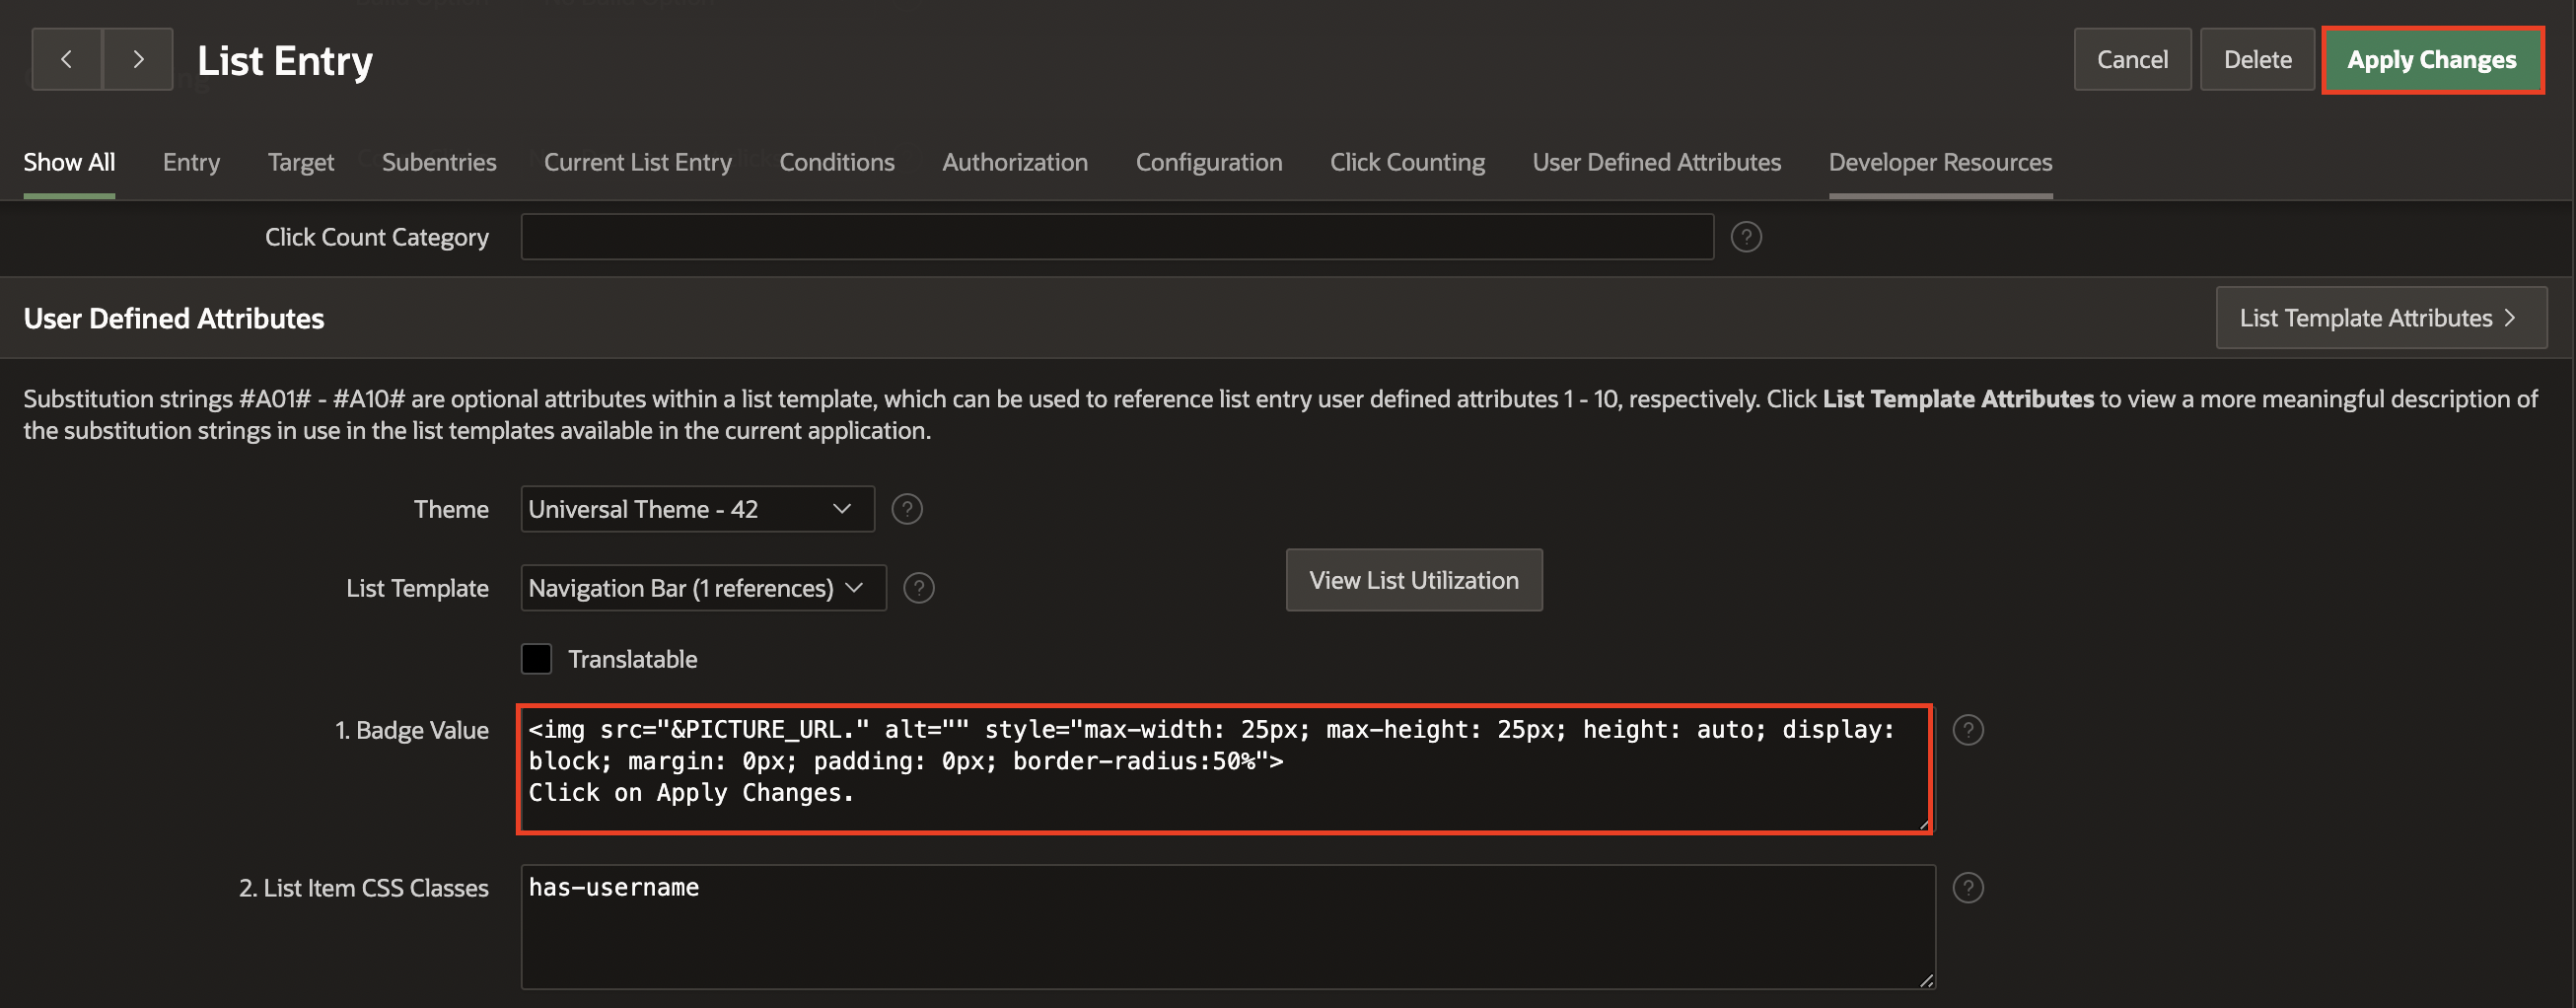 List Entry
Cancel
Delete
Apply Changes
Show All
Entry
Target
Subentries
Current List Entry
Conditions
Authorization
Configuration
Click Counting
User Defined Attributes
Developer Resources
Click Count Category
?
User Defined Attributes
List Template Attributes >
Substitution strings #A01# - #A10# are optional attributes within a list template, which can be used to reference list entry user defined attributes 1 - 10, respectively. Click List Template Attributes to view a more meaningful description of
the substitution strings in use in the list templates available in the current application.
Theme
Universal Theme - 42
?
List Template
Navigation Bar (1 references)
?
View List Utilization
Translatable
1. Badge Value
<img src="&PICTURE_URL." alt="" style="max-width: 25px; max-height: 25px; height: auto; display:
block; margin: 0px; padding: 0px; border-radius:50%">
Click on Apply Changes.
?
2. List Item CSS Classes
has-username
?